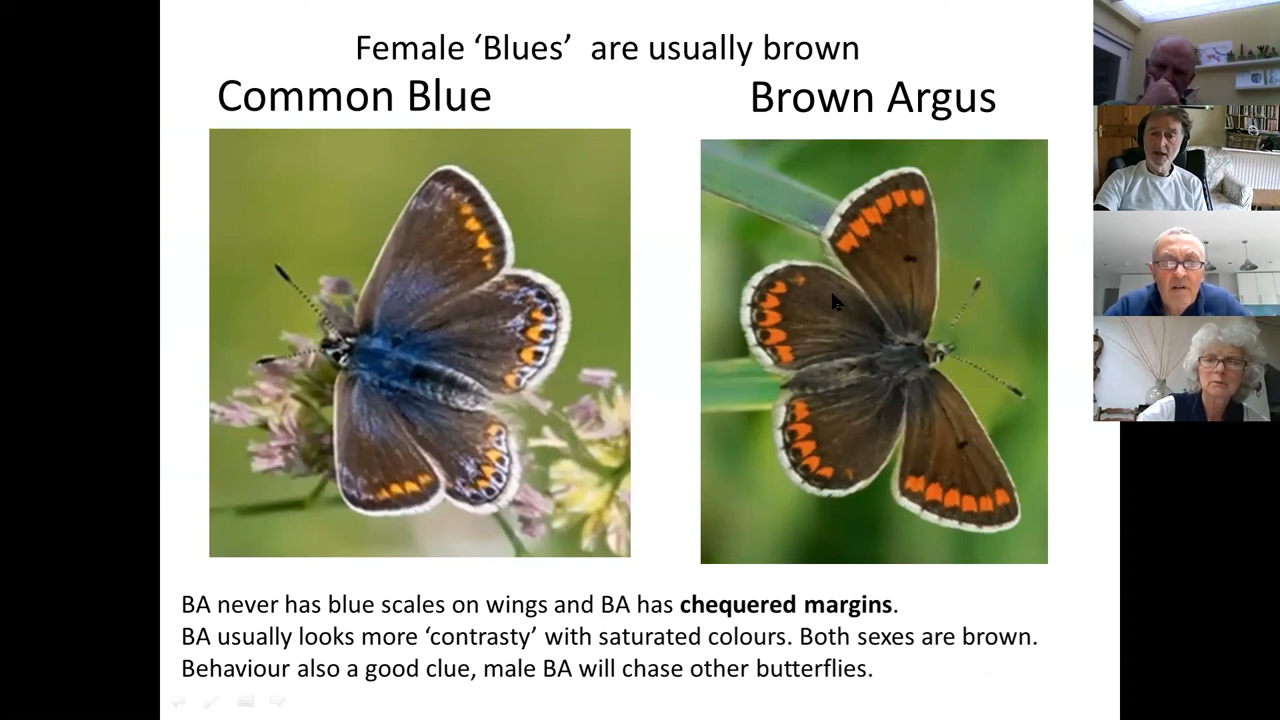 Female ‘Blues’ are usually brown
Common Blue
Brown Argus
BA never has blue scales on wings and BA has chequered margins.
BA usually looks more ‘contrasty’ with saturated colours. Both sexes are brown.
Behaviour also a good clue, male BA will chase other butterflies.